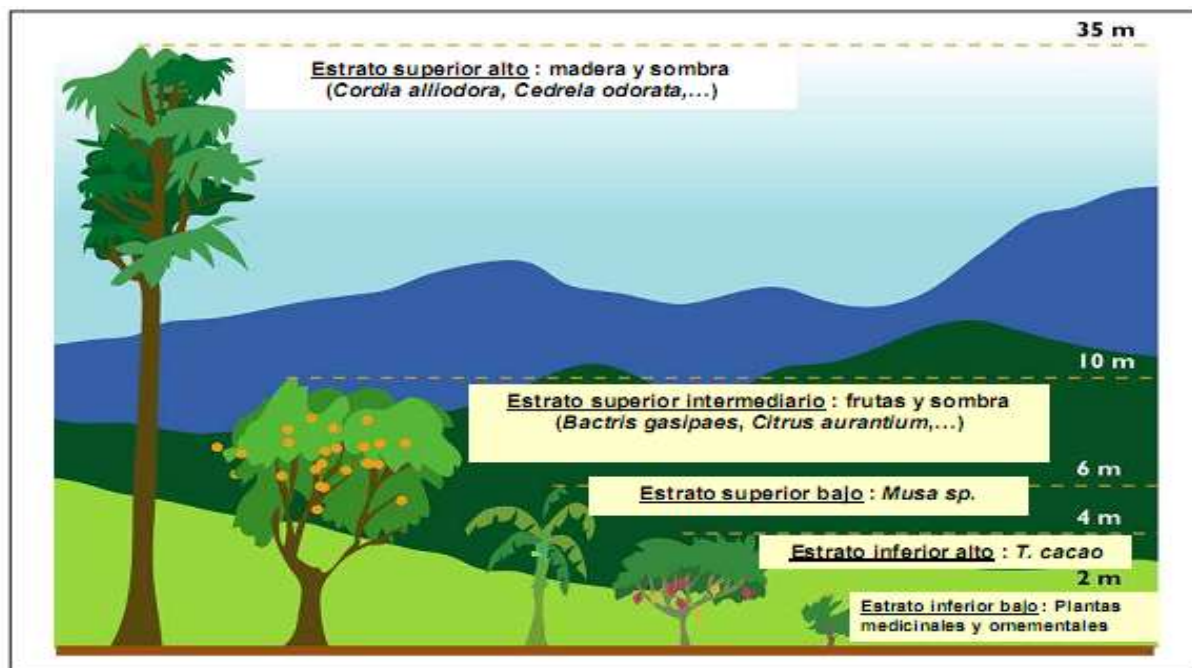 35 m
Estrato superior alto : madera y sombra
(Cordia alliodora, Cedrela odorata,...)
10 m
Estrato superior intermediario : frutas y sombra
(Bactris gasipaes, Citrus aurantium,...)
6 m
Estrato superior bajo : Musa sp.
4 m
Estrato inferior alto : T. cacao
2 m
Estrato inferior bajo : Plantas
medicinales y ornementales